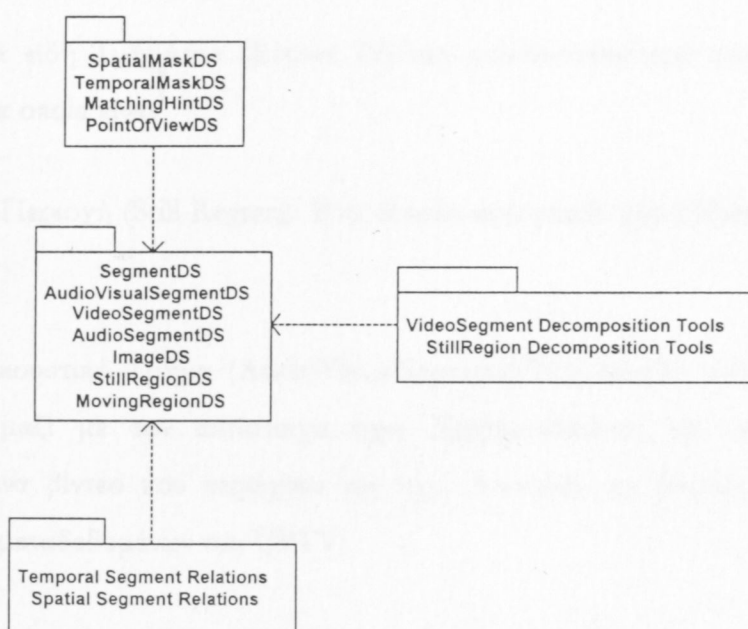 SpatialMaskDS
TemporalMaskDS
MatchingHintDS
PointOfViewDS
SegmentDS
AudioVisualSegmentDS
VideoSegmentDS
AudioSegmentDS
ImageDS
StillRegionDS
MovingRegionDS
VideoSegment Decomposition Tools
StillRegion Decomposition Tools
Temporal Segment Relations
Spatial Segment Relations